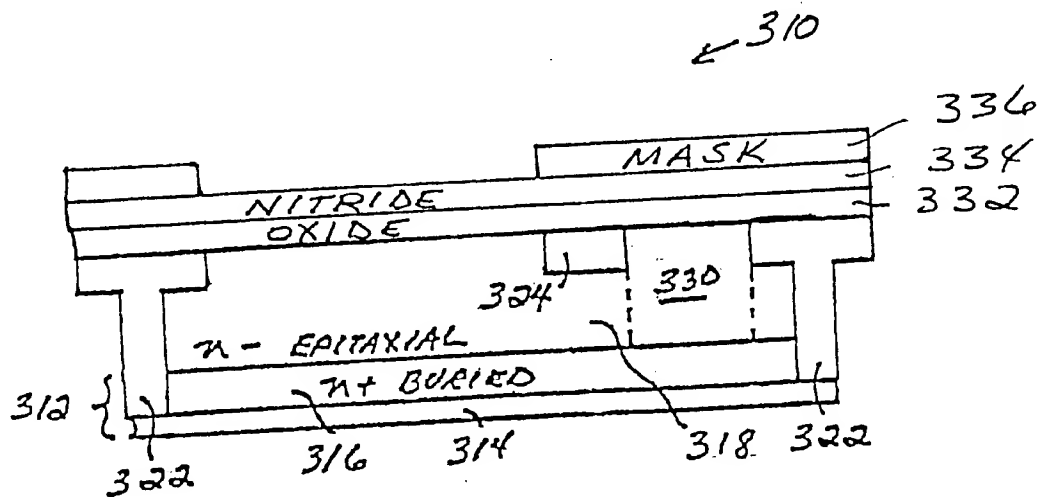 310
336
MASK
334
NITRIDE
332
OXIDE
324
330
n- EPITAXIAL
n+ BURIED
312
322
316
314
318
322